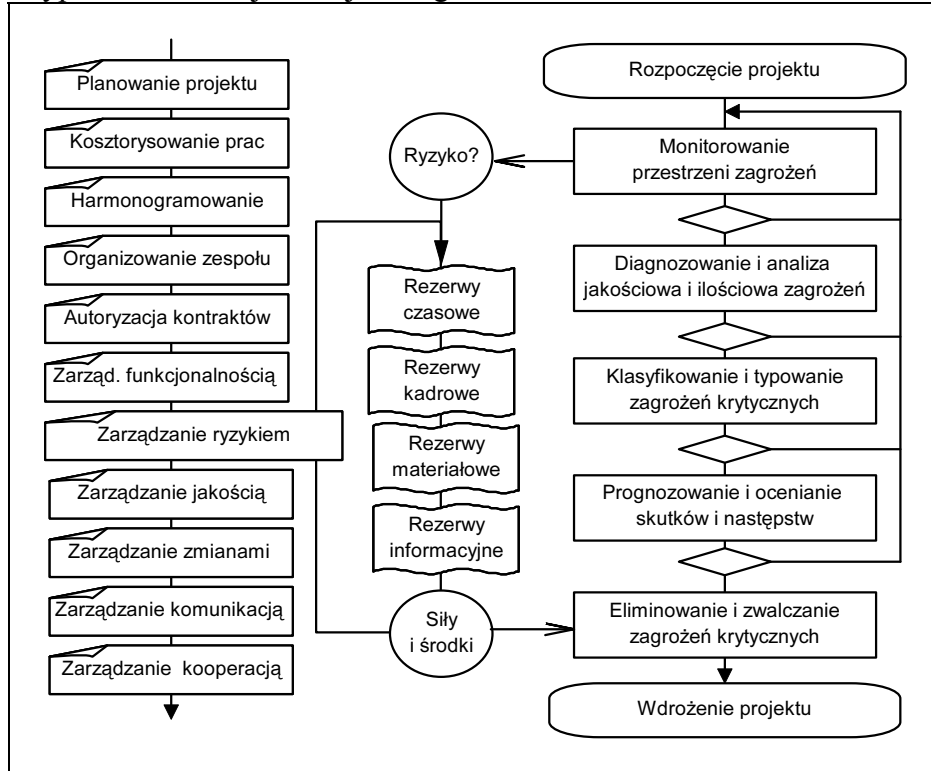 Planowanie projektu
Kosztorysowanie prac
Harmonogramowanie
Organizowanie zespołu
Autoryzacja kontraktów
Zarząd. funkcjonalnością
Zarządzanie ryzykiem
Zarządzanie jakością
Zarządzanie zmianami
Zarządzanie komunikacją
Zarządzanie kooperacją
Ryzyko?
Rezerwy
czasowe
Rezerwy
kadrowe
Rezerwy
materiałowe
Rezerwy
informacyjne
Siły
i środki
Rozpoczęcie projektu
Monitorowanie
przestrzeni zagrożeń
Diagnozowanie i analiza
jakościowa i ilościowa zagrożeń
Klasyfikowanie i typowanie
zagrożeń krytycznych
Prognozowanie i ocenianie
skutków i następstw
Eliminowanie i zwalczanie
zagrożeń krytycznych
Wdrożenie projektu